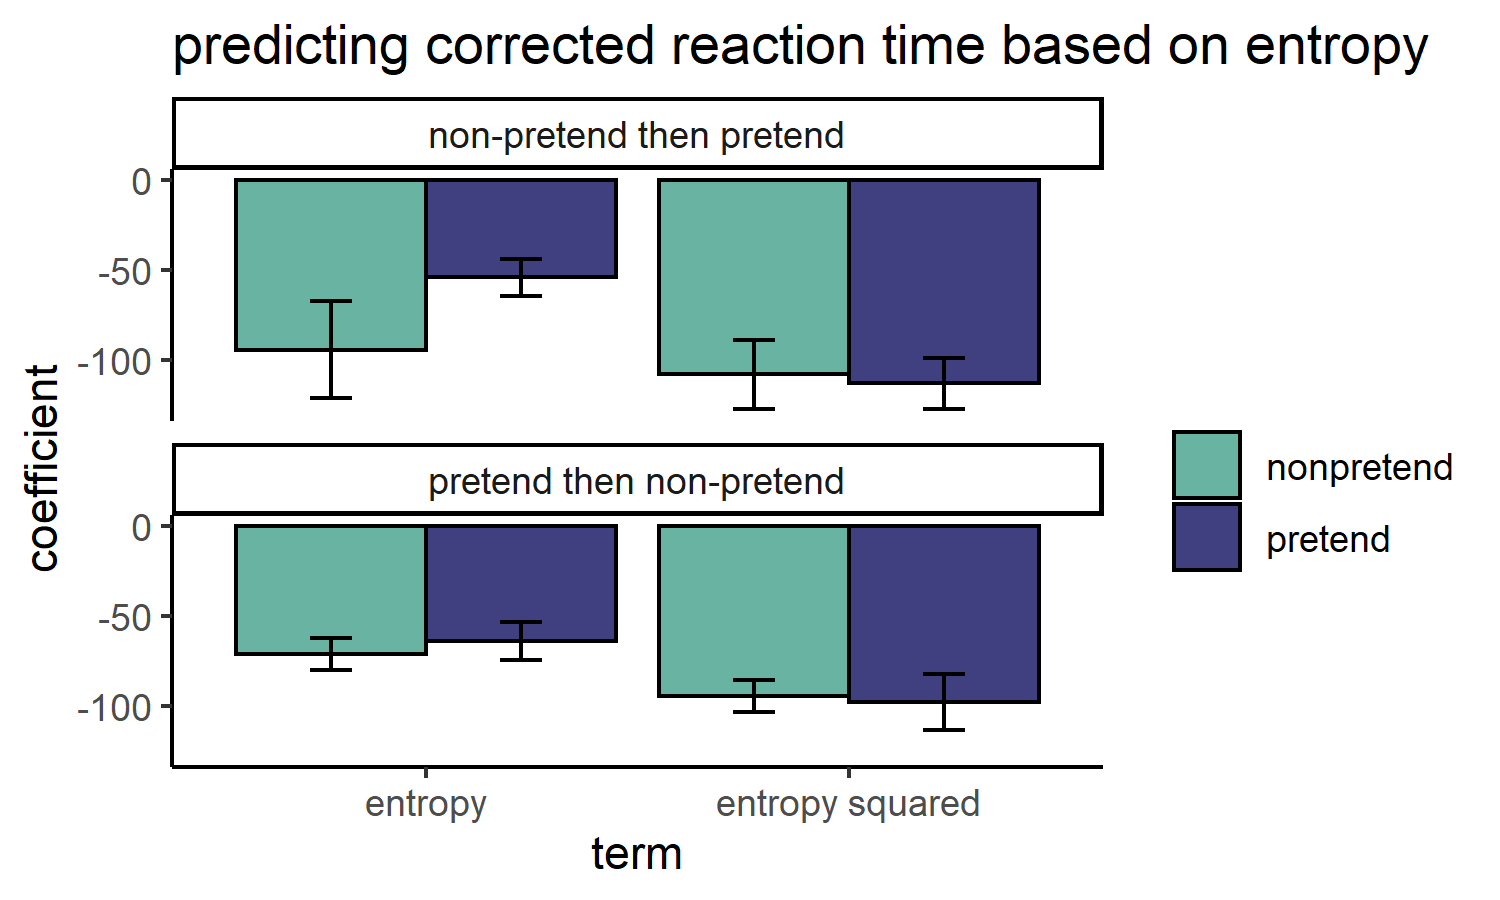 predicting corrected reaction time based on entropy
non-pretend then pretend
0
-50
-100
pretend then non-pretend
0
-50
-100
coefficient
entropy
entropy squared
term
nonpretend
pretend